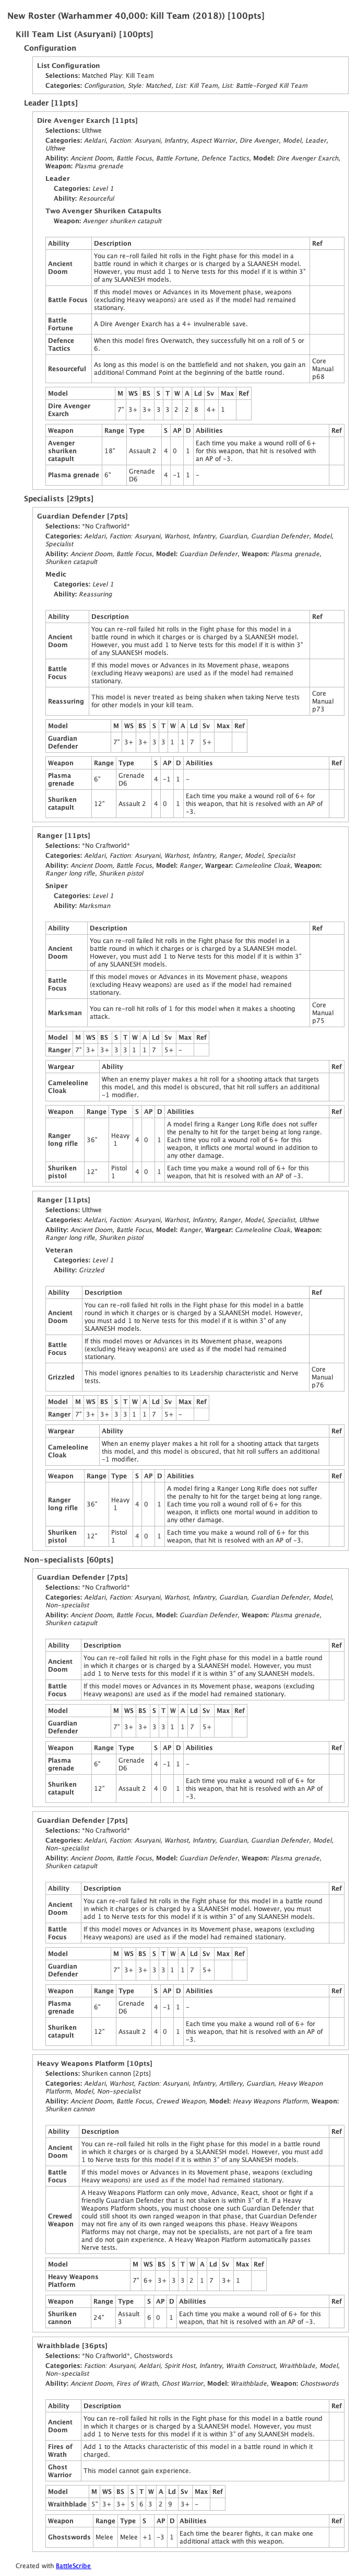 New Roster (Warhammer 40,000: Kill Team (2018)) [100pts]
Kill Team List (Asuryani) [100pts]
Configuration
List Configuration
Selections: Matched Play: Kill Team
Categories: Configuration, Style: Matched, List: Kill Team, List: Battle-Forged Kill Team
Leader [11pts]
Dire Avenger Exarch [11pts]
Selections: Ulthwe
Categories: Aeldari, Faction: Asuryani, Infantry, Aspect Warrior, Dire Avenger, Model, Leader,
Ulthwe
Ability: Ancient Doom, Battle Focus, Battle Fortune, Defence Tactics, Model: Dire Avenger Exarch,
Weapon: Plasma grenade
Leader
Categories: Level 1
Ability: Resourceful
Two Avenger Shuriken Catapults
Weapon: Avenger shuriken catapult
Ability Description Ref
Ancient Doom You can re-roll failed hit rolls in the Fight phase for this model in a
battle round in which it charges or is charged by a SLAANESH model.
However, you must add 1 to Nerve tests for this model if it is within 3"
of any SLAANESH models.
Battle Focus If this model moves or Advances in its Movement phase, weapons
(excluding Heavy weapons) are used as if the model had remained
stationary.
Battle Fortune A Dire Avenger Exarch has a 4+ invulnerable save.
Defence Tactics When this model fires Overwatch, they successfully hit on a roll of 5 or
6.
Resourceful As long as this model is on the battlefield and not shaken, you gain an
additional Command Point at the beginning of the battle round. Core Manual p68
Model M WS BS S T W A Ld Sv Max Ref
Dire Avenger Exarch 7" 3+ 3+ 3 3 2 2 8 4+ 1
Weapon Range Type S AP D Abilities Ref
Avenger shuriken catapult 18" Assault 2 4 0 1 Each time you make a wound rolll of 6+
for this weapon, that hit is resolved with
an AP of -3.
Plasma grenade 6" Grenade D6 4 -1 1 -
Specialists [29pts]
Guardian Defender [7pts]
Selections: *No Craftworld*
Categories: Aeldari, Faction: Asuryani, Warhost, Infantry, Guardian, Guardian Defender, Model,
Specialist
Ability: Ancient Doom, Battle Focus, Model: Guardian Defender, Weapon: Plasma grenade,
Shuriken catapult
Medic
Categories: Level 1
Ability: Reassuring
Ability Description Ref
Ancient Doom You can re-roll failed hit rolls in the Fight phase for this model in a
battle round in which it charges or is charged by a SLAANESH model.
However, you must add 1 to Nerve tests for this model if it is within 3"
of any SLAANESH models.
Battle Focus If this model moves or Advances in its Movement phase, weapons
(excluding Heavy weapons) are used as if the model had remained
stationary.
Reassuring This model is never treated as being shaken when taking Nerve tests
for other models in your kill team. Core Manual p73
Model M WS BS S T W A Ld Sv Max Ref
Guardian Defender 7" 3+ 3+ 3 3 1 1 7 5+
Weapon Range Type S AP D Abilities Ref
Plasma grenade 6" Grenade D6 4 -1 1 -
Shuriken catapult 12" Assault 2 4 0 1 Each time you make a wound roll of 6+ for
this weapon, that hit is resolved with an AP of
-3.
Ranger [11pts]
Selections: *No Craftworld*
Categories: Aeldari, Faction: Asuryani, Warhost, Infantry, Ranger, Model, Specialist
Ability: Ancient Doom, Battle Focus, Model: Ranger, Wargear: Cameleoline Cloak, Weapon:
Ranger long rifle, Shuriken pistol
Sniper
Categories: Level 1
Ability: Marksman
Ability Description Ref
Ancient Doom You can re-roll failed hit rolls in the Fight phase for this model in a
battle round in which it charges or is charged by a SLAANESH model.
However, you must add 1 to Nerve tests for this model if it is within 3"
of any SLAANESH models.
Battle Focus If this model moves or Advances in its Movement phase, weapons
(excluding Heavy weapons) are used as if the model had remained
stationary.
Marksman You can re-roll hit rolls of 1 for this model when it makes a shooting
attack. Core Manual p75
Model M WS BS S T W A Ld Sv Max Ref
Ranger 7" 3+ 3+ 3 3 1 1 7 5+ -
Wargear Ability Ref
Cameleoline Cloak When an enemy player makes a hit roll for a shooting attack that targets
this model, and this model is obscured, that hit roll suffers an additional
-1 modifier.
Weapon Range Type S AP D Abilities Ref
Ranger long rifle 36" Heavy 1 4 0 1 A model firing a Ranger Long Rifle does not suffer
the penalty to hit for the target being at long range.
Each time you roll a wound roll of 6+ for this
weapon, it inflicts one mortal wound in addition to
any other damage.
Shuriken pistol 12" Pistol 1 4 0 1 Each time you make a wound roll of 6+ for this
weapon, that hit is resolved with an AP of -3.
Ranger [11pts]
Selections: Ulthwe
Categories: Aeldari, Faction: Asuryani, Warhost, Infantry, Ranger, Model, Specialist, Ulthwe
Ability: Ancient Doom, Battle Focus, Model: Ranger, Wargear: Cameleoline Cloak, Weapon:
Ranger long rifle, Shuriken pistol
Veteran
Categories: Level 1
Ability: Grizzled
Ability Description Ref
Ancient Doom You can re-roll failed hit rolls in the Fight phase for this model in a battle
round in which it charges or is charged by a SLAANESH model. However,
you must add 1 to Nerve tests for this model if it is within 3" of any
SLAANESH models.
Battle Focus If this model moves or Advances in its Movement phase, weapons
(excluding Heavy weapons) are used as if the model had remained
stationary.
Grizzled This model ignores penalties to its Leadership characteristic and Nerve
tests. Core Manual p76
Model M WS BS S T W A Ld Sv Max Ref
Ranger 7" 3+ 3+ 3 3 1 1 7 5+ -
Wargear Ability Ref
Cameleoline Cloak When an enemy player makes a hit roll for a shooting attack that targets
this model, and this model is obscured, that hit roll suffers an additional
-1 modifier.
Weapon Range Type S AP D Abilities Ref
Ranger long rifle 36" Heavy 1 4 0 1 A model firing a Ranger Long Rifle does not suffer
the penalty to hit for the target being at long range.
Each time you roll a wound roll of 6+ for this
weapon, it inflicts one mortal wound in addition to
any other damage.
Shuriken pistol 12" Pistol 1 4 0 1 Each time you make a wound roll of 6+ for this
weapon, that hit is resolved with an AP of -3.
Non-specialists [60pts]
Guardian Defender [7pts]
Selections: *No Craftworld*
Categories: Aeldari, Faction: Asuryani, Warhost, Infantry, Guardian, Guardian Defender, Model,
Non-specialist
Ability: Ancient Doom, Battle Focus, Model: Guardian Defender, Weapon: Plasma grenade,
Shuriken catapult
Ability Description Ref
Ancient Doom You can re-roll failed hit rolls in the Fight phase for this model in a battle round
in which it charges or is charged by a SLAANESH model. However, you must
add 1 to Nerve tests for this model if it is within 3" of any SLAANESH models.
Battle Focus If this model moves or Advances in its Movement phase, weapons (excluding
Heavy weapons) are used as if the model had remained stationary.
Model M WS BS S T W A Ld Sv Max Ref
Guardian Defender 7" 3+ 3+ 3 3 1 1 7 5+
Weapon Range Type S AP D Abilities Ref
Plasma grenade 6" Grenade D6 4 -1 1 -
Shuriken catapult 12" Assault 2 4 0 1 Each time you make a wound roll of 6+ for
this weapon, that hit is resolved with an AP of
-3.
Guardian Defender [7pts]
Selections: *No Craftworld*
Categories: Aeldari, Faction: Asuryani, Warhost, Infantry, Guardian, Guardian Defender, Model,
Non-specialist
Ability: Ancient Doom, Battle Focus, Model: Guardian Defender, Weapon: Plasma grenade,
Shuriken catapult
Ability Description Ref
Ancient Doom You can re-roll failed hit rolls in the Fight phase for this model in a battle round
in which it charges or is charged by a SLAANESH model. However, you must
add 1 to Nerve tests for this model if it is within 3" of any SLAANESH models.
Battle Focus If this model moves or Advances in its Movement phase, weapons (excluding
Heavy weapons) are used as if the model had remained stationary.
Model M WS BS S T W A Ld Sv Max Ref
Guardian Defender 7" 3+ 3+ 3 3 1 1 7 5+
Weapon Range Type S AP D Abilities Ref
Plasma grenade 6" Grenade D6 4 -1 1 -
Shuriken catapult 12" Assault 2 4 0 1 Each time you make a wound roll of 6+ for
this weapon, that hit is resolved with an AP of
-3.
Heavy Weapons Platform [10pts]
Selections: Shuriken cannon [2pts]
Categories: Aeldari, Warhost, Faction: Asuryani, Infantry, Artillery, Guardian, Heavy Weapon
Platform, Model, Non-specialist
Ability: Ancient Doom, Battle Focus, Crewed Weapon, Model: Heavy Weapons Platform, Weapon:
Shuriken cannon
Ability Description Ref
Ancient Doom You can re-roll failed hit rolls in the Fight phase for this model in a battle round
in which it charges or is charged by a SLAANESH model. However, you must add
1 to Nerve tests for this model if it is within 3" of any SLAANESH models.
Battle Focus If this model moves or Advances in its Movement phase, weapons (excluding
Heavy weapons) are used as if the model had remained stationary.
Crewed Weapon A Heavy Weapons Platform can only move, Advance, React, shoot or fight if a
friendly Guardian Defender that is not shaken is within 3" of it. If a Heavy
Weapons Platform shoots, you must choose one such Guardian Defender that
could still shoot its own ranged weapon in that phase, that Guardian Defender
may not fire any of its own ranged weapons this phase. Heavy Weapons
Platforms may not charge, may not be specialists, are not part of a fire team
and do not gain experience. A Heavy Weapon Platform automatically passes
Nerve tests.
Model M WS BS S T W A Ld Sv Max Ref
Heavy Weapons Platform 7" 6+ 3+ 3 3 2 1 7 3+ 1
Weapon Range Type S AP D Abilities Ref
Shuriken cannon 24" Assault 3 6 0 1 Each time you make a wound roll of 6+ for this
weapon, that hit is resolved with an AP of -3.
Wraithblade [36pts]
Selections: *No Craftworld*, Ghostswords
Categories: Faction: Asuryani, Aeldari, Spirit Host, Infantry, Wraith Construct, Wraithblade, Model,
Non-specialist
Ability: Ancient Doom, Fires of Wrath, Ghost Warrior, Model: Wraithblade, Weapon: Ghostswords
Ability Description Ref
Ancient Doom You can re-roll failed hit rolls in the Fight phase for this model in a battle round
in which it charges or is charged by a SLAANESH model. However, you must
add 1 to Nerve tests for this model if it is within 3" of any SLAANESH models.
Fires of Wrath Add 1 to the Attacks characteristic of this model in a battle round in which it
charged.
Ghost Warrior This model cannot gain experience.
Model M WS BS S T W A Ld Sv Max Ref
Wraithblade 5" 3+ 3+ 5 6 3 2 9 3+ -
Weapon Range Type S AP D Abilities Ref
Ghostswords Melee Melee +1 -3 1 Each time the bearer fights, it can make one
additional attack with this weapon.
Created with BattleScribe